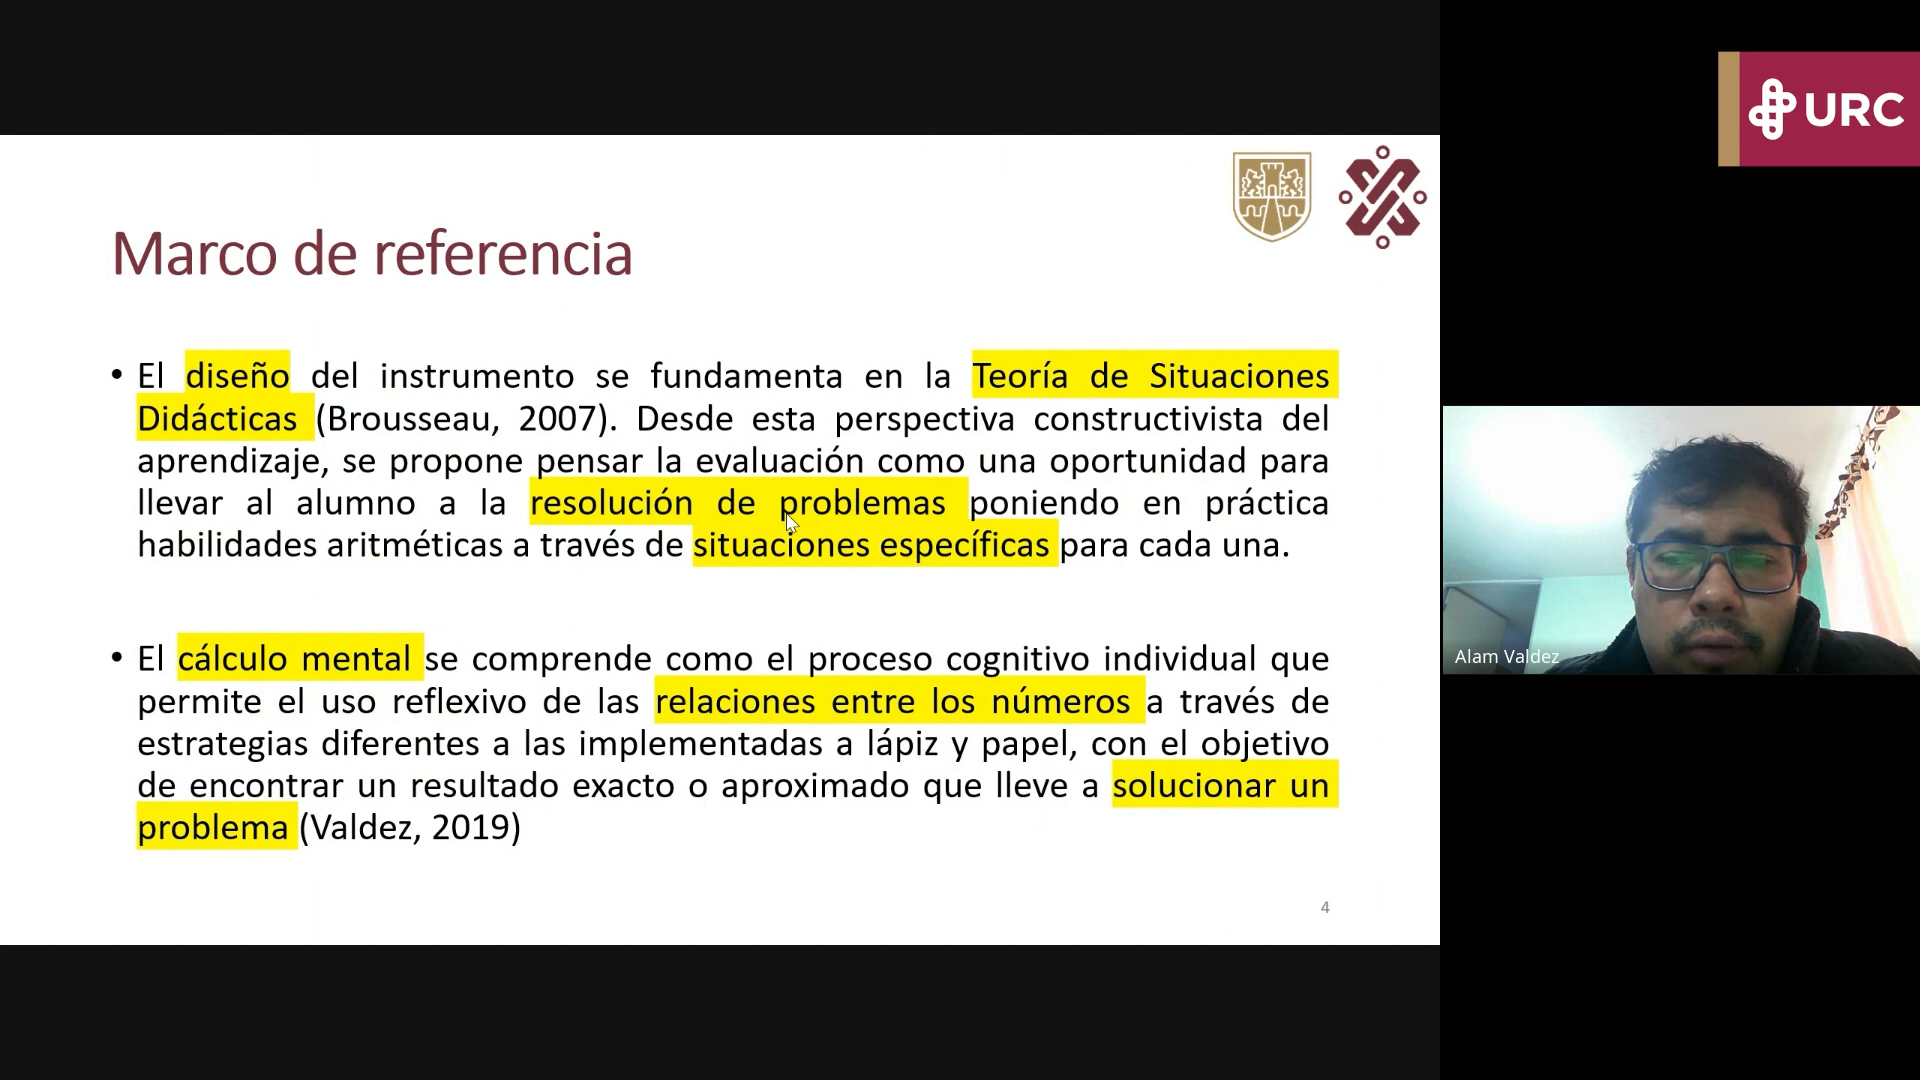 URC
Marco de referencia
• El diseño del instrumento se fundamenta en la Teoría de Situaciones
Didácticas (Brousseau, 2007). Desde esta perspectiva constructivista del
aprendizaje, se propone pensar la evaluación como una oportunidad para
llevar al alumno a la resolución de problemas poniendo en práctica
habilidades aritméticas a través de situaciones específicas para cada una.
• El cálculo mental se comprende como el proceso cognitivo individual que
permite el uso reflexivo de las relaciones entre los números a través de
estrategias diferentes a las implementadas a lápiz y papel, con el objetivo
de encontrar un resultado exacto o aproximado que lleve a solucionar un
problema (Valdez, 2019)
4
Alam Valdez